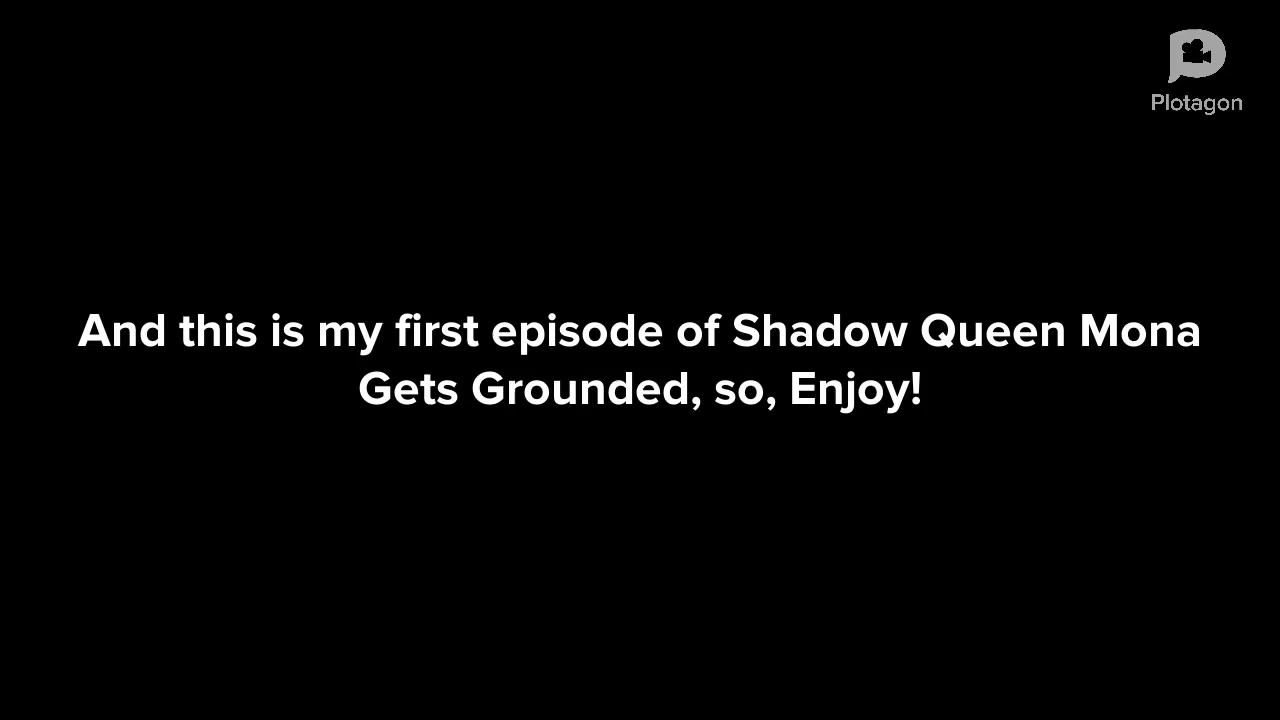 Plotagon
And this is my first episode of Shadow Queen Mona
Gets Grounded, so, Enjoy!